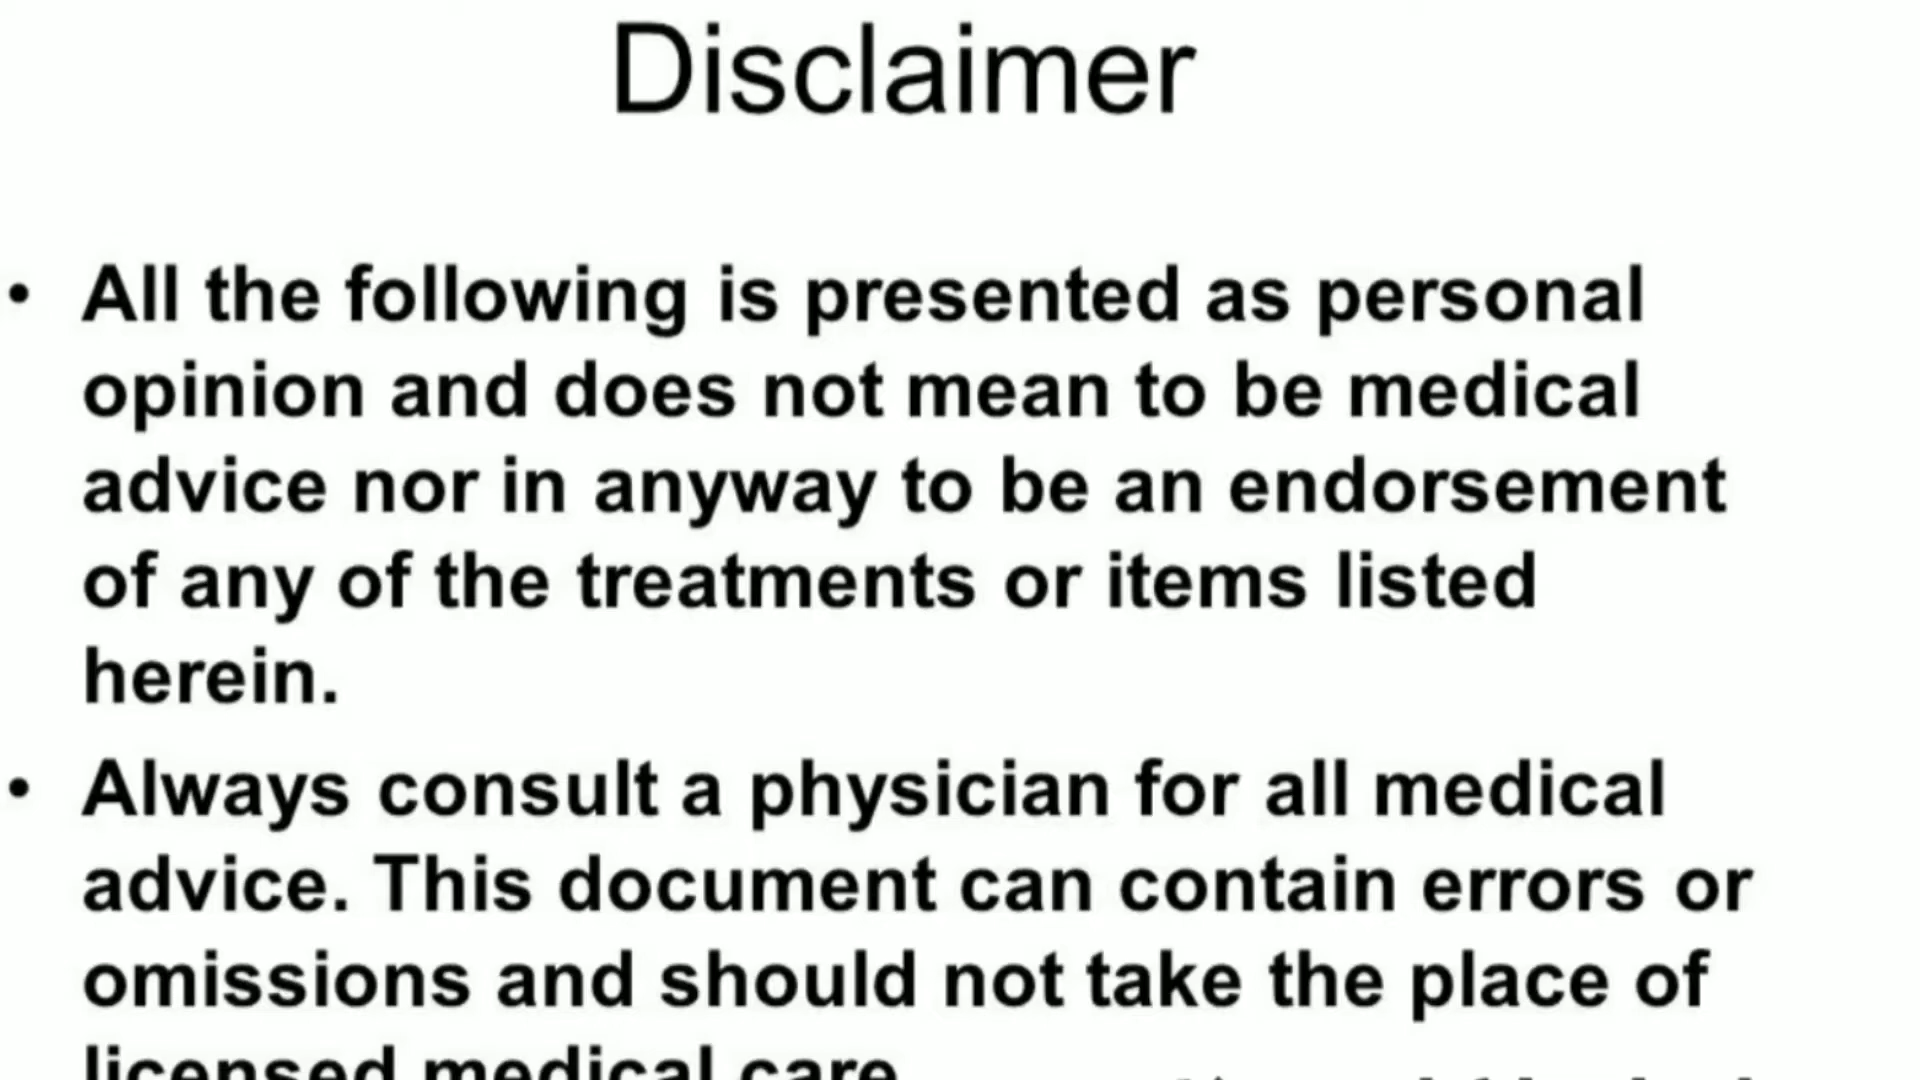 Disclaimer
• All the following is presented as personal
opinion and does not mean to be medical
advice nor in anyway to be an endorsement
of any of the treatments or items listed
herein.
• Always consult a physician for all medical
advice. This document can contain errors or
omissions and should not take the place of
licensed medical care